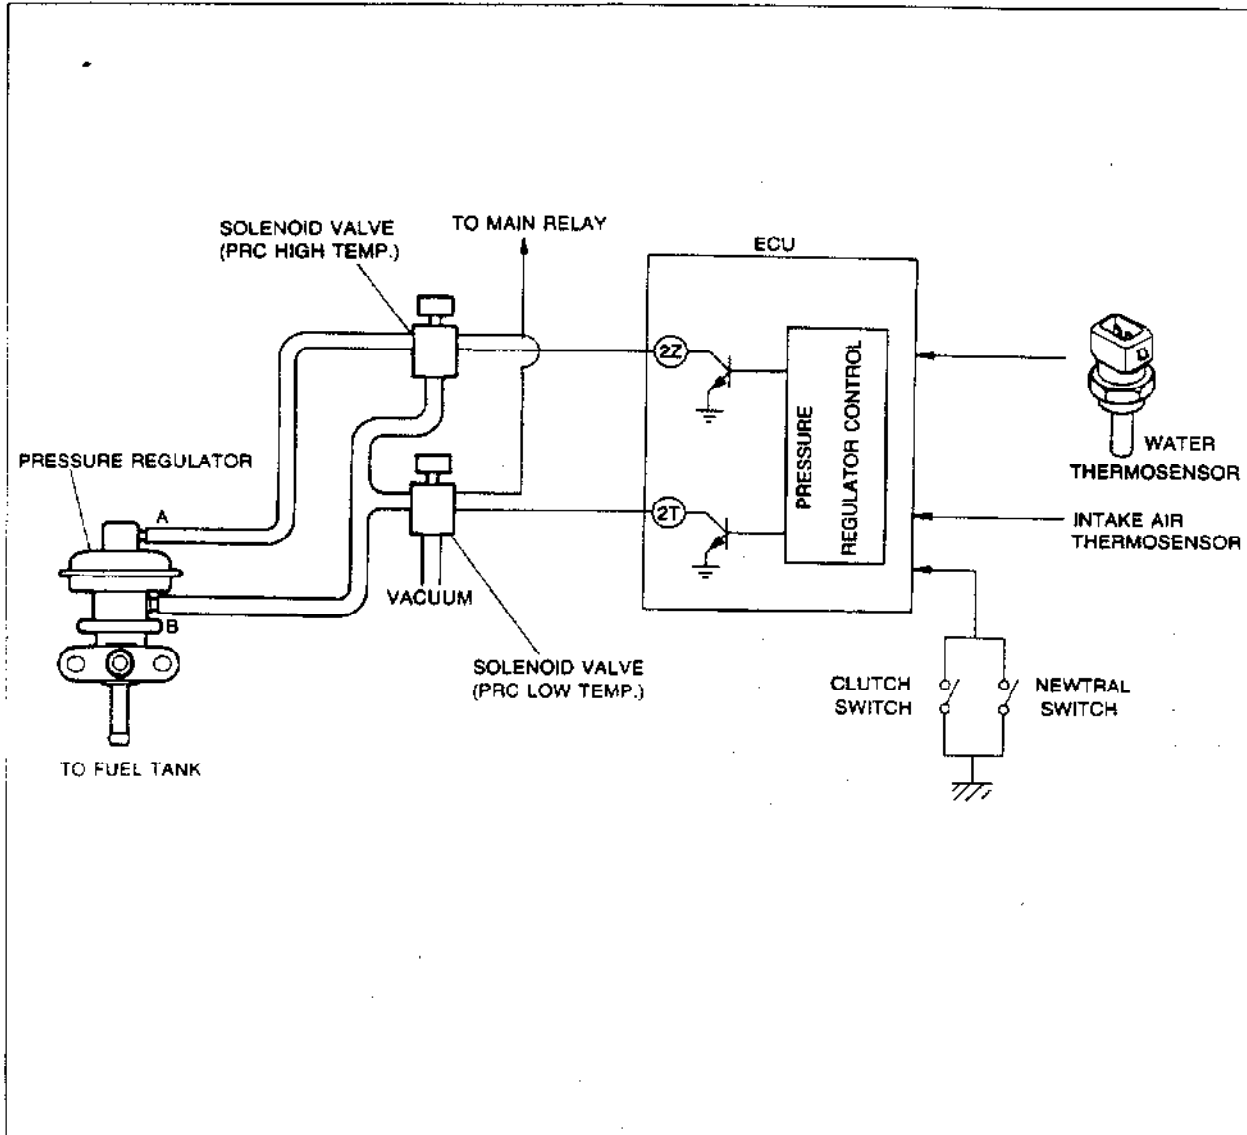 SOLENOID VALVE
(PRC HIGH TEMP.)
TO MAIN RELAY
ECU
2Z
PRESSURE
REGULATOR CONTROL
WATER
THERMOSENSOR
PRESSURE REGULATOR
A
2T
INTAKE AIR
THERMOSENSOR
VACUUM
B
SOLENOID VALVE
(PRC LOW TEMP.)
CLUTCH
SWITCH
NEWTRAL
SWITCH
TO FUEL TANK